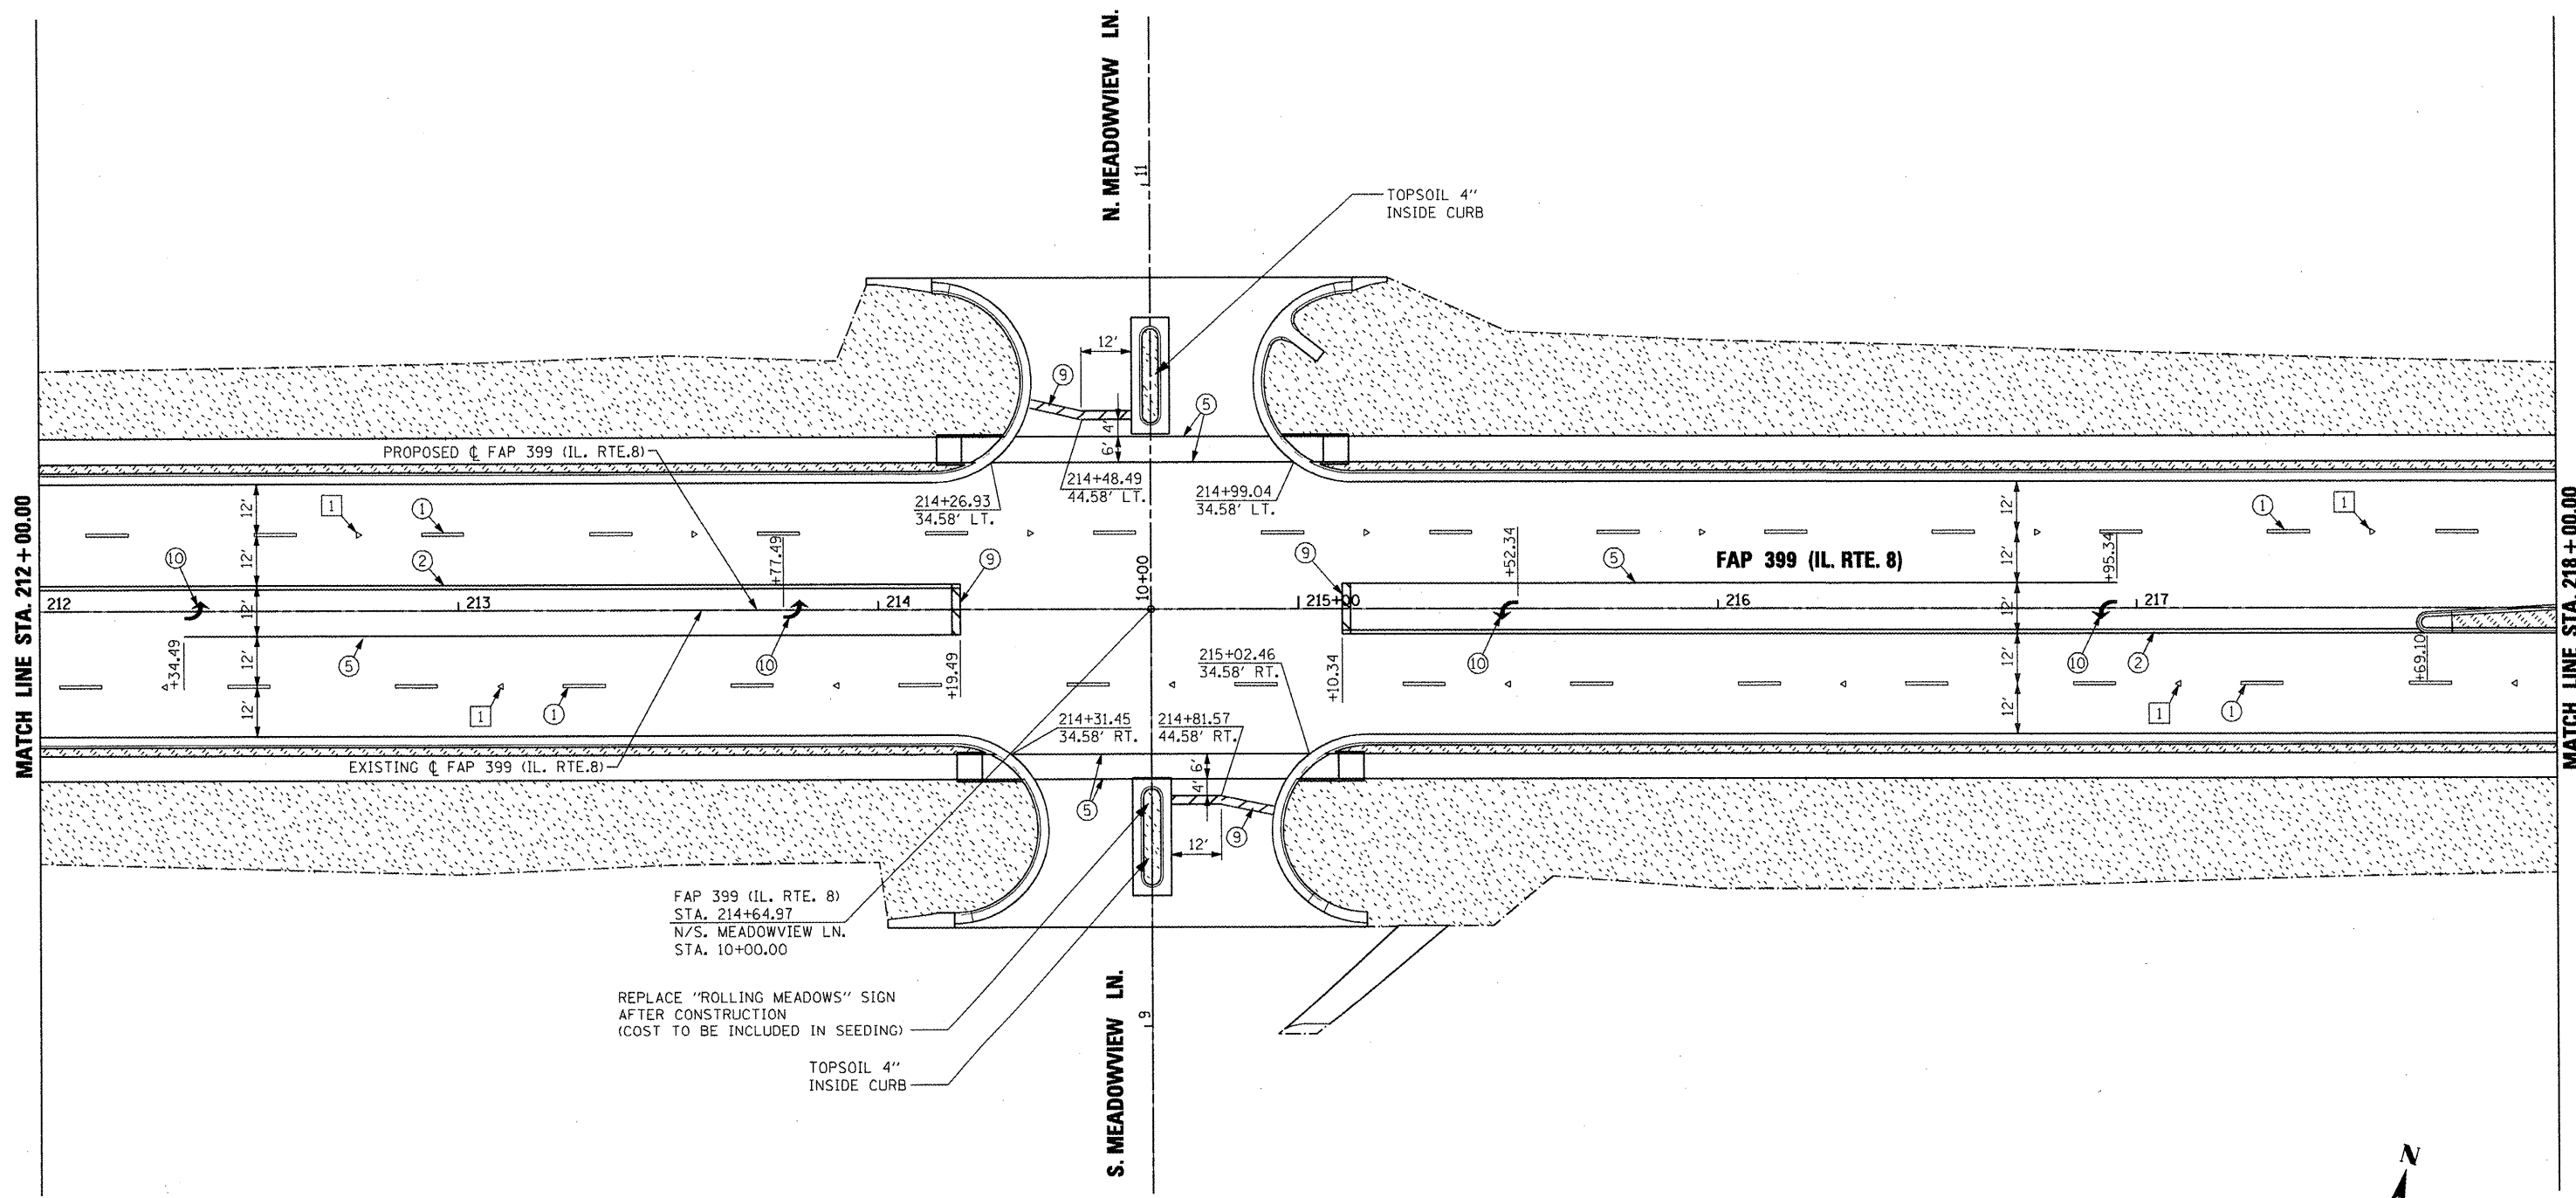 N. MEADOWVIEW LN.
11
TOPSOIL 4"
INSIDE CURB
12'
9
5
4'
6'
PROPOSED ℄ FAP 399 (IL. RTE.8)
214+48.49
44.58' LT.
214+26.93
34.58' LT.
214+99.04
34.58' LT.
MATCH LINE STA. 212+00.00
MATCH LINE STA. 218+00.00
12'
1
1
12'
10
2
+77.49
9
10+00
9
+52.34
5
FAP 399 (IL. RTE. 8)
12'
12'
+95.34
1
1
212
12'
213
214
215+00
216
12'
217
+34.49
5
12'
10
+19.49
215+02.46
34.58' RT.
+10.34
10
12'
10
2
+69.10
12'
1
1
214+31.45
34.58' RT.
214+81.57
44.58' RT.
12'
1
1
EXISTING ℄ FAP 399 (IL. RTE.8)
6'
4'
5
9
12'
FAP 399 (IL. RTE. 8)
STA. 214+64.97
N/S. MEADOWVIEW LN.
STA. 10+00.00
REPLACE "ROLLING MEADOWS" SIGN
AFTER CONSTRUCTION
(COST TO BE INCLUDED IN SEEDING)
TOPSOIL 4"
INSIDE CURB
S. MEADOWVIEW LN.
9
N